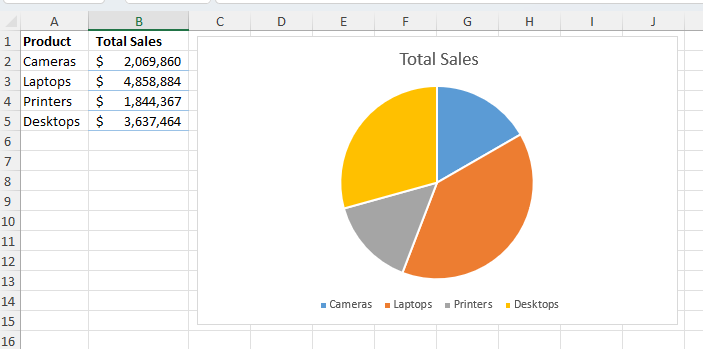 A B C D E F G H I J
1 Product Total Sales
2 Cameras $ 2,069,860
3 Laptops $ 4,858,884
4 Printers $ 1,844,367
5 Desktops $ 3,637,464
6
7
8
9
10
11
12
13
14
15
16
Total Sales
Cameras Laptops Printers Desktops